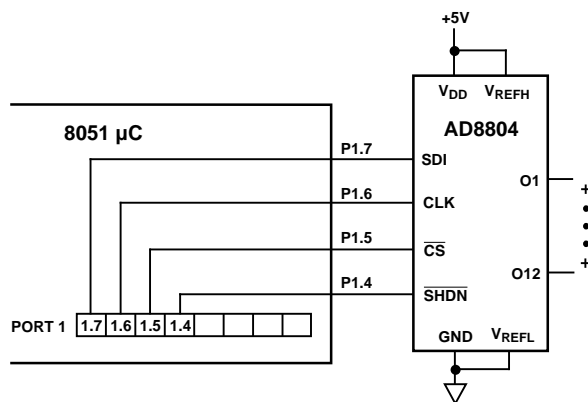 +5V
VDD VREFH
8051 µC
AD8804
P1.7 SDI
O1
P1.6 CLK
P1.5 CS
O12
P1.4 SHDN
PORT 1 1.7 1.6 1.5 1.4
GND VREFL